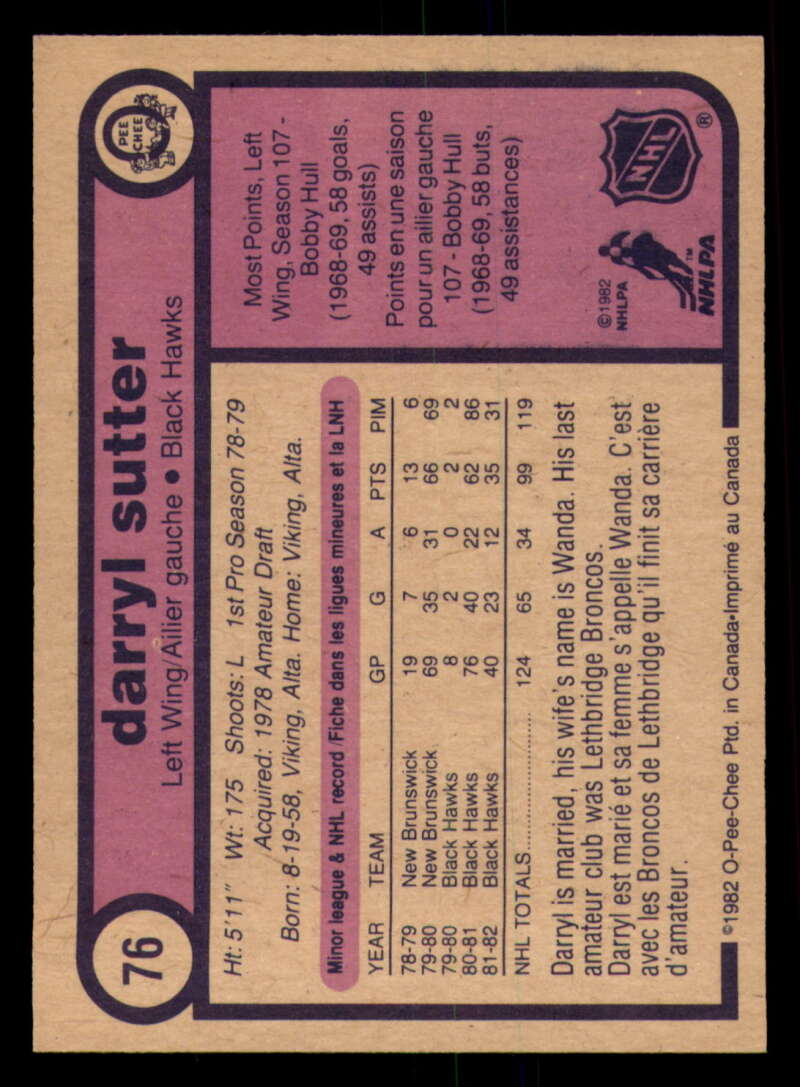 76
darryl sutter
Left Wing/Ailier gauche • Black Hawks
O
PEE
CHEE
Ht: 5'11" Wt: 175 Shoots: L 1st Pro Season 78-79
Acquired: 1978 Amateur Draft
Born: 8-19-58, Viking, Alta. Home: Viking, Alta.
Minor league & NHL record/Fiche dans les ligues mineures et la LNH
YEAR TEAM GP G A PTS PIM
78-79 New Brunswick 19 7 6 13 6
79-80 New Brunswick 69 35 31 66 69
79-80 Black Hawks 8 2 0 2 2
80-81 Black Hawks 76 40 22 62 86
81-82 Black Hawks 40 23 12 35 31
NHL TOTALS................ 124 65 34 99 119
Darryl is married, his wife's name is Wanda. His last
amateur club was Lethbridge Broncos.
Darryl est marié et sa femme s'appelle Wanda. C'est
avec les Broncos de Lethbridge qu'il finit sa carrière
d'amateur.
Most Points, Left
Wing, Season 107 -
Bobby Hull
(1968-69, 58 goals,
49 assists)
Points en une saison
pour un ailier gauche
107 - Bobby Hull
(1968-69, 58 buts,
49 assistances)
©1982
NHLPA
NHL
®
TM
NHLPA
©1982 O-Pee-Chee Ptd. in Canada•Imprimé au Canada